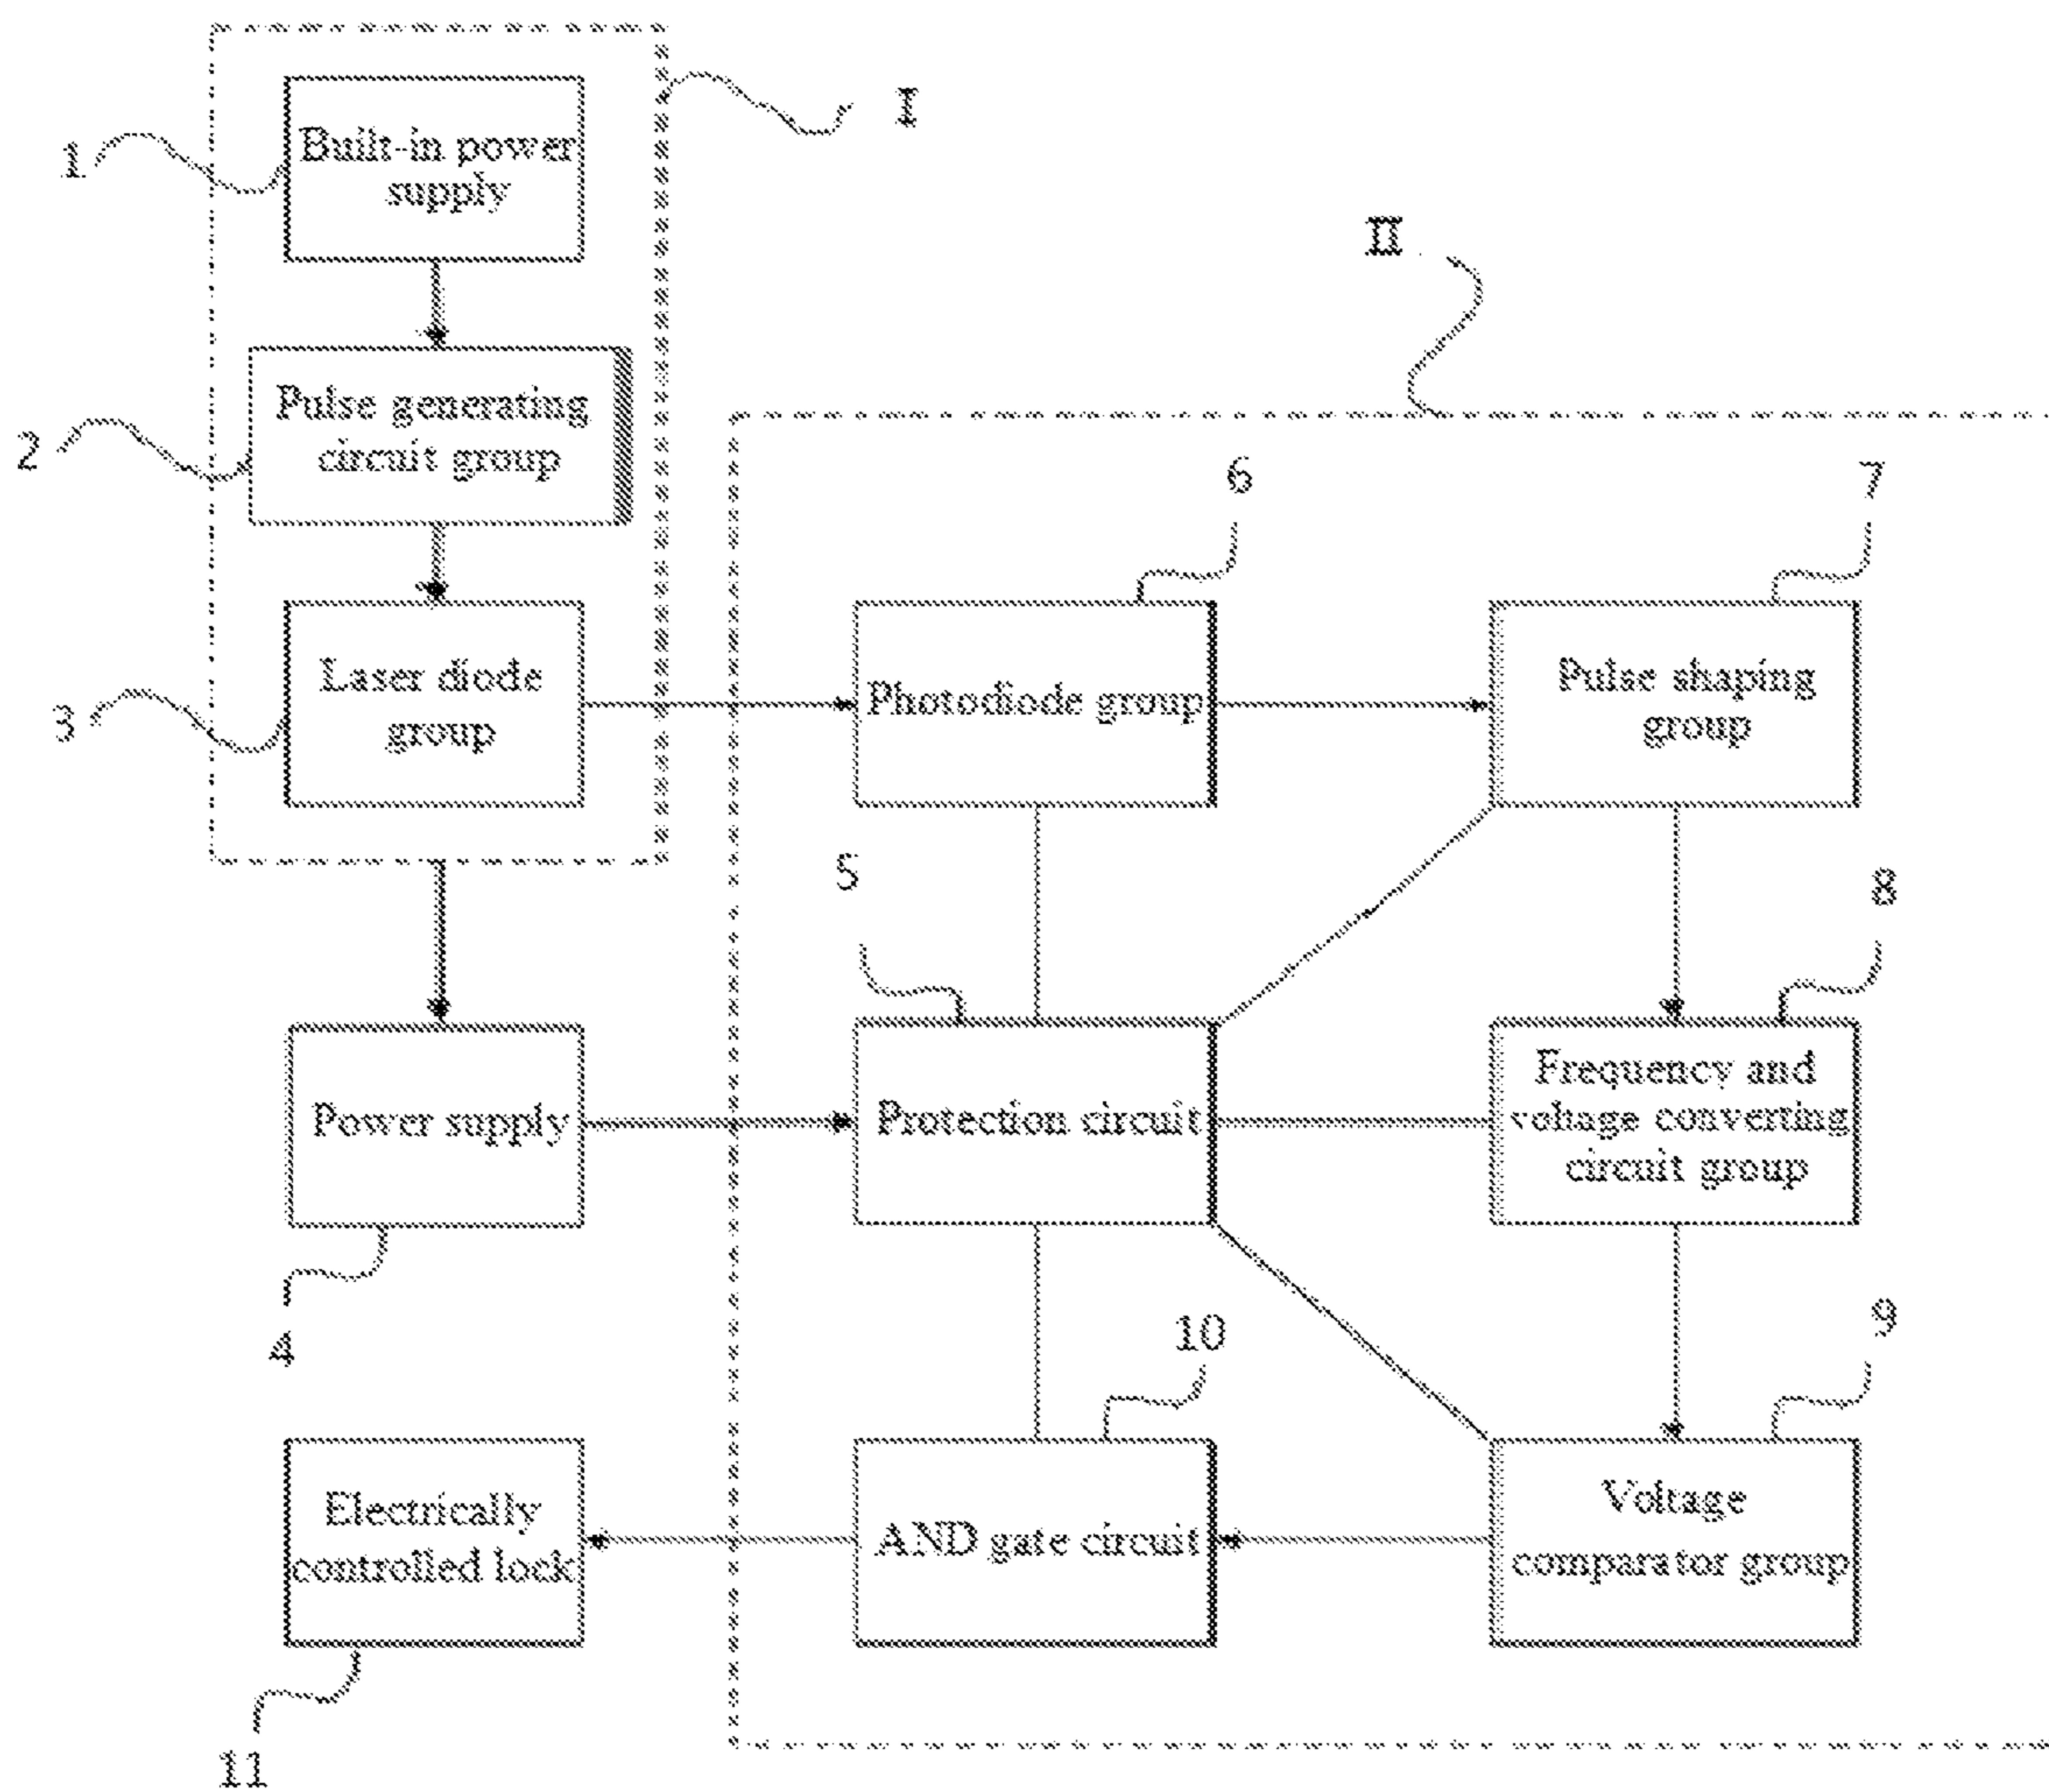 I
Built-in power
supply
1
II
Pulse generating
circuit group
2
6
7
Laser diode
group
3
Photodiode group
Pulse shaping
group
5
8
Power supply
Protection circuit
Frequency and
voltage converting
circuit group
4
10
9
Electrically
controlled lock
AND gate circuit
Voltage
comparator group
11